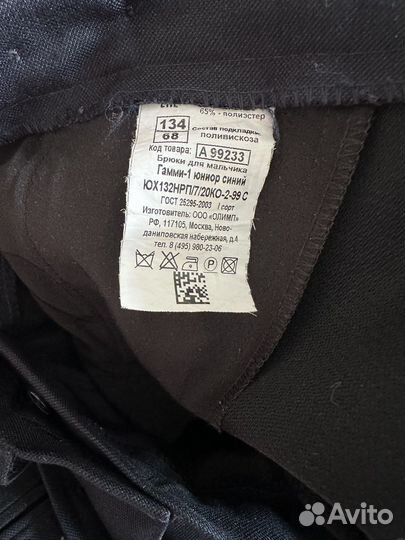 65% - полиэстер
134
68
Состав подкладки:
поливискоза
код товара: А 99233
Брюки для мальчика
Гамми-1 юниор синий
ЮХ132НРП/7/20КО-2-99 С
ГОСТ 25295-2003 I сорт
Изготовитель: ООО «ОЛИМП»
РФ, 117105, Москва, Ново-
даниловская набережная, д.4
тел. 8 (495) 980-23-06
Avito